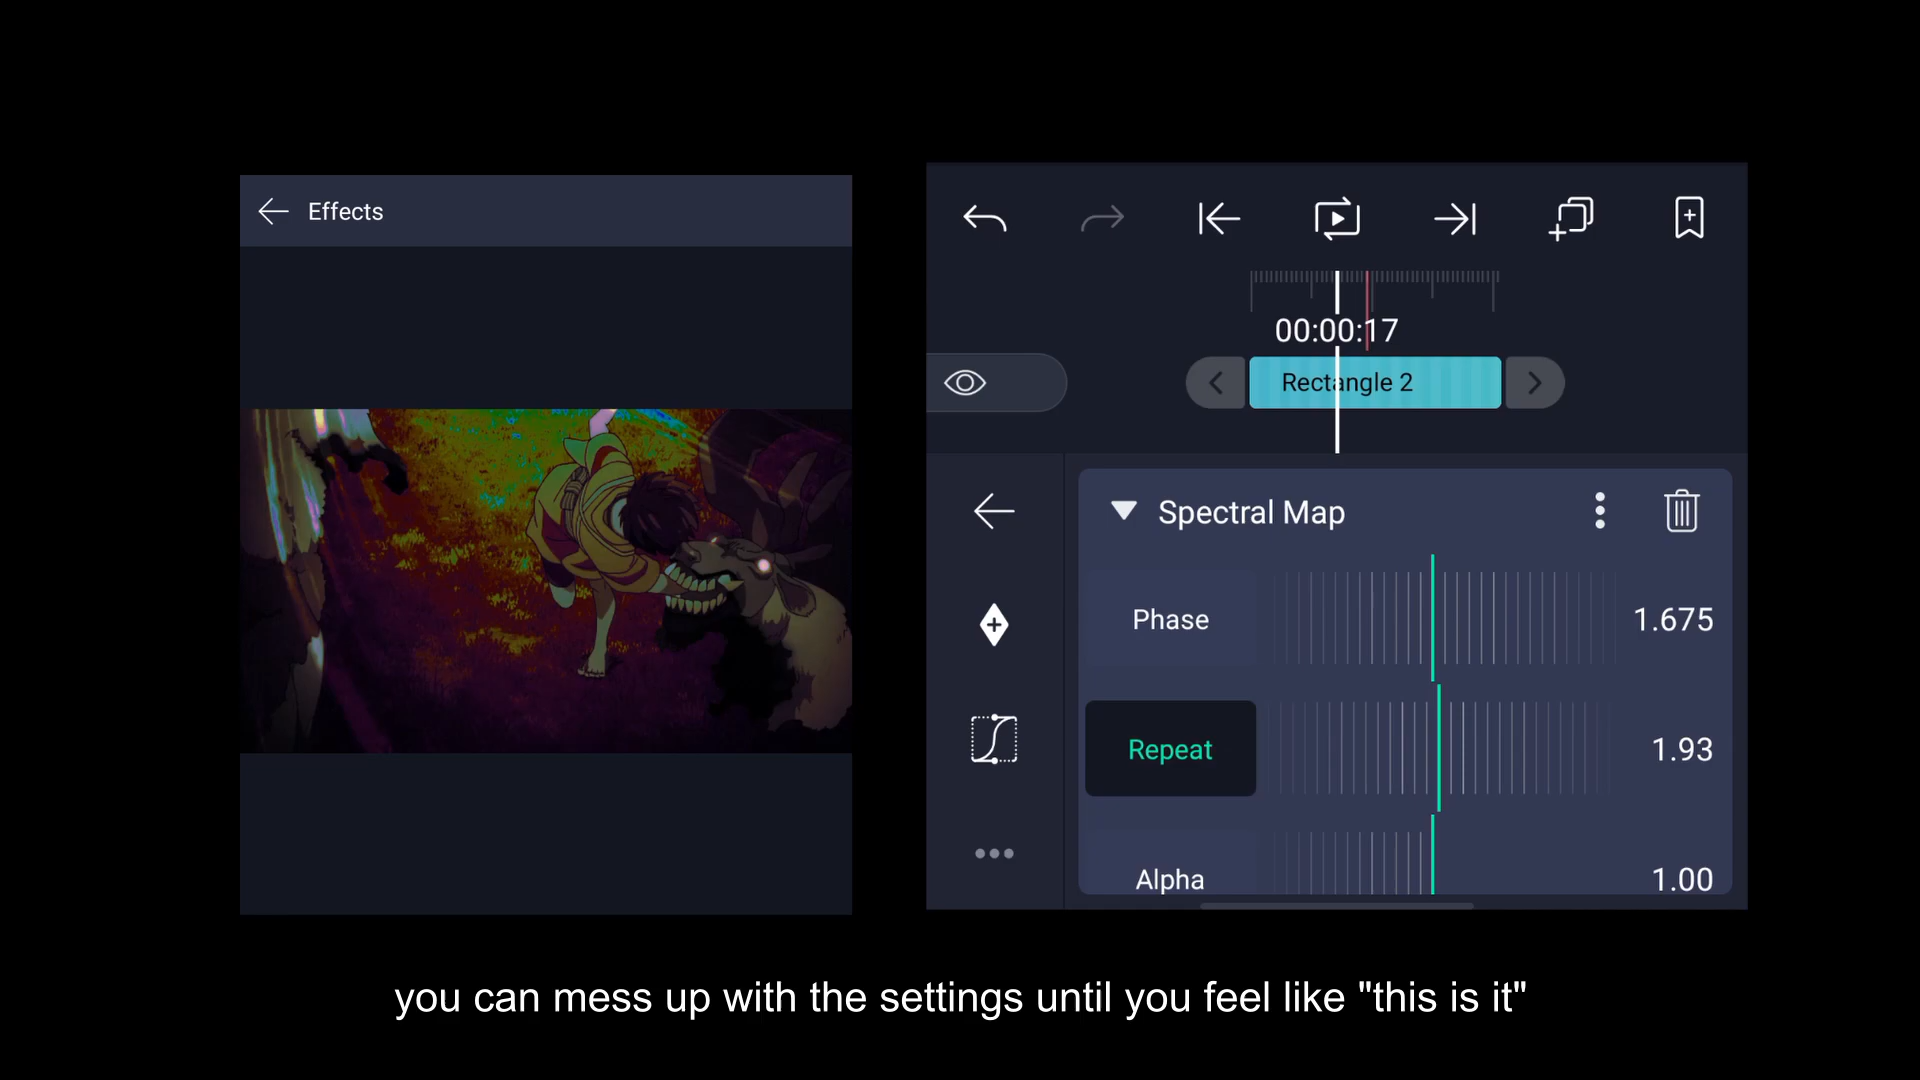 Effects
00:00:17
Rectangle 2
Spectral Map
Phase 1.675
Repeat 1.93
Alpha 1.00
you can mess up with the settings until you feel like "this is it"